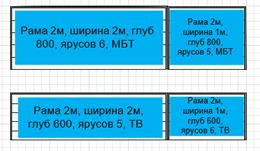 Рама 2м, ширина 2м, глуб
800, ярусов 6, МБТ
Рама 2м,
ширина 1м,
глуб 800,
ярусов 5, МБТ
Рама 2м, ширина 2м,
глуб 600, ярусов 5, ТВ
Рама 2м,
ширина 1м,
глуб 600,
ярусов 6, ТВ